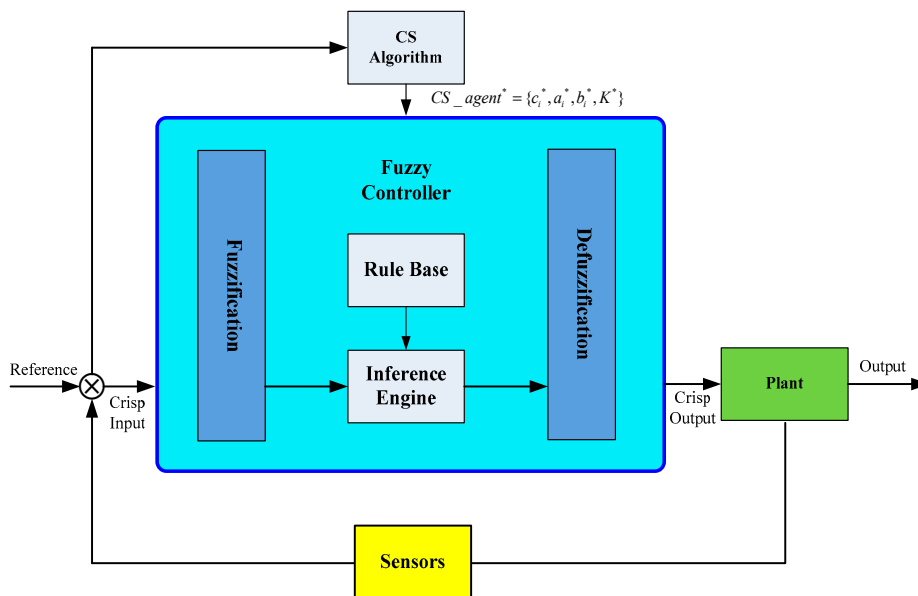 CS
Algorithm
CS_agent* = {c_i*, a_i*, b_i*, K*}
Fuzzy
Controller
Fuzzification
Defuzzification
Rule Base
Inference
Engine
Reference
Crisp
Input
Crisp
Output
Plant
Output
Sensors